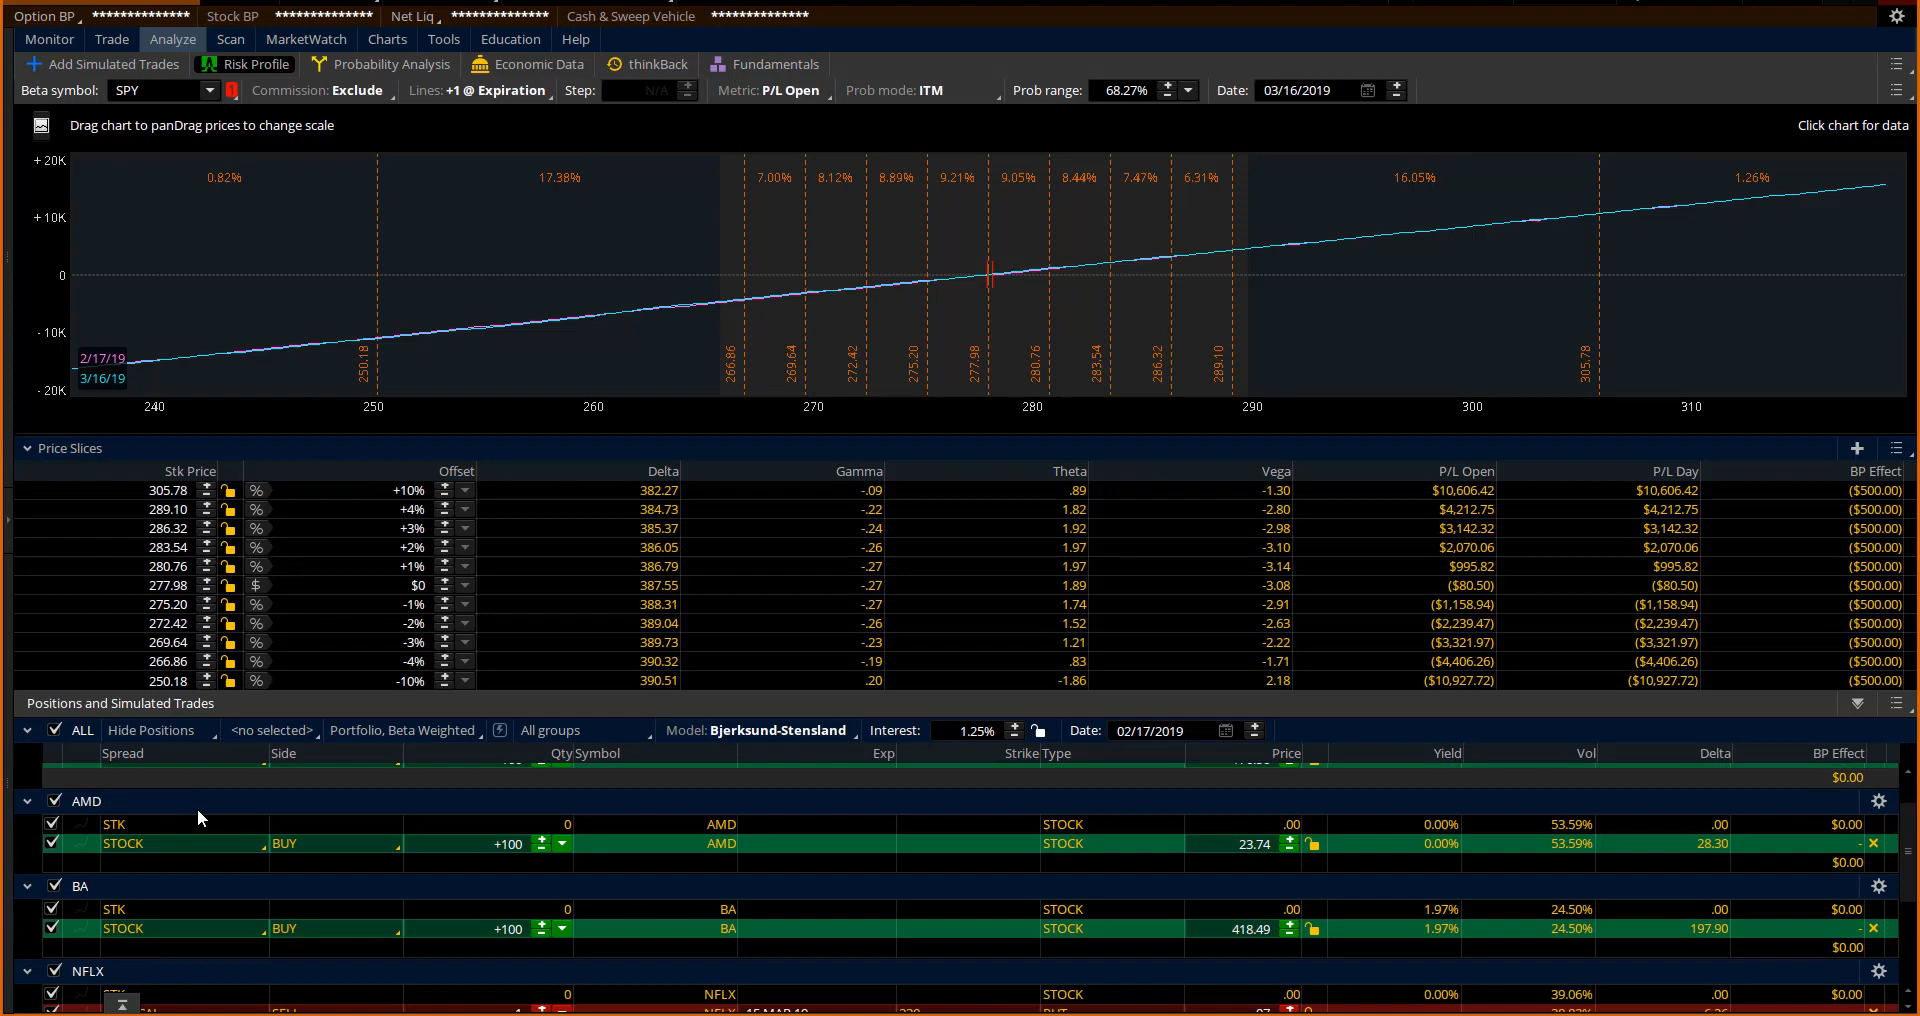 Option BP ************** Stock BP ************** Net Liq ************** Cash & Sweep Vehicle **************
Monitor Trade Analyze Scan MarketWatch Charts Tools Education Help
Add Simulated Trades Risk Profile Probability Analysis Economic Data thinkBack Fundamentals
Beta symbol: SPY 1 Commission: Exclude Lines: +1 @ Expiration Step: N/A Metric: P/L Open Prob mode: ITM Prob range: 68.27% Date: 03/16/2019
Drag chart to panDrag prices to change scale Click chart for data
+20K
0.82% 17.38% 7.00% 8.12% 8.89% 9.21% 9.05% 8.44% 7.47% 6.31% 16.05% 1.26%
+10K
0
-10K
2/17/19
3/16/19
250.18 266.86 269.64 272.42 275.20 277.98 280.76 283.54 286.32 289.10 305.78
-20K
240 250 260 270 280 290 300 310
Price Slices
Stk Price Offset Delta Gamma Theta Vega P/L Open P/L Day BP Effect
305.78 % +10% 382.27 -.09 .89 -1.30 $10,606.42 $10,606.42 ($500.00)
289.10 % +4% 384.73 -.22 1.82 -2.80 $4,212.75 $4,212.75 ($500.00)
286.32 % +3% 385.37 -.24 1.92 -2.98 $3,142.32 $3,142.32 ($500.00)
283.54 % +2% 386.05 -.26 1.97 -3.10 $2,070.06 $2,070.06 ($500.00)
280.76 % +1% 386.79 -.27 1.97 -3.14 $995.82 $995.82 ($500.00)
277.98 $ $0 387.55 -.27 1.89 -3.08 ($80.50) ($80.50) ($500.00)
275.20 % -1% 388.31 -.27 1.74 -2.91 ($1,158.94) ($1,158.94) ($500.00)
272.42 % -2% 389.04 -.26 1.52 -2.63 ($2,239.47) ($2,239.47) ($500.00)
269.64 % -3% 389.73 -.23 1.21 -2.22 ($3,321.97) ($3,321.97) ($500.00)
266.86 % -4% 390.32 -.19 .83 -1.71 ($4,406.26) ($4,406.26) ($500.00)
250.18 % -10% 390.51 .20 -1.86 2.18 ($10,927.72) ($10,927.72) ($500.00)
Positions and Simulated Trades
ALL Hide Positions <no selected> Portfolio, Beta Weighted All groups Model: Bjerksund-Stensland Interest: 1.25% Date: 02/17/2019
Spread Side Qty Symbol Exp Strike Type Price Yield Vol Delta BP Effect
$0.00
AMD
STK 0 AMD STOCK .00 0.00% 53.59% .00 $0.00
STOCK BUY +100 AMD STOCK 23.74 0.00% 53.59% 28.30 -
$0.00
BA
STK 0 BA STOCK .00 1.97% 24.50% .00 $0.00
STOCK BUY +100 BA STOCK 418.49 1.97% 24.50% 197.90 -
$0.00
NFLX
0 NFLX STOCK .00 0.00% 39.06% .00 $0.00